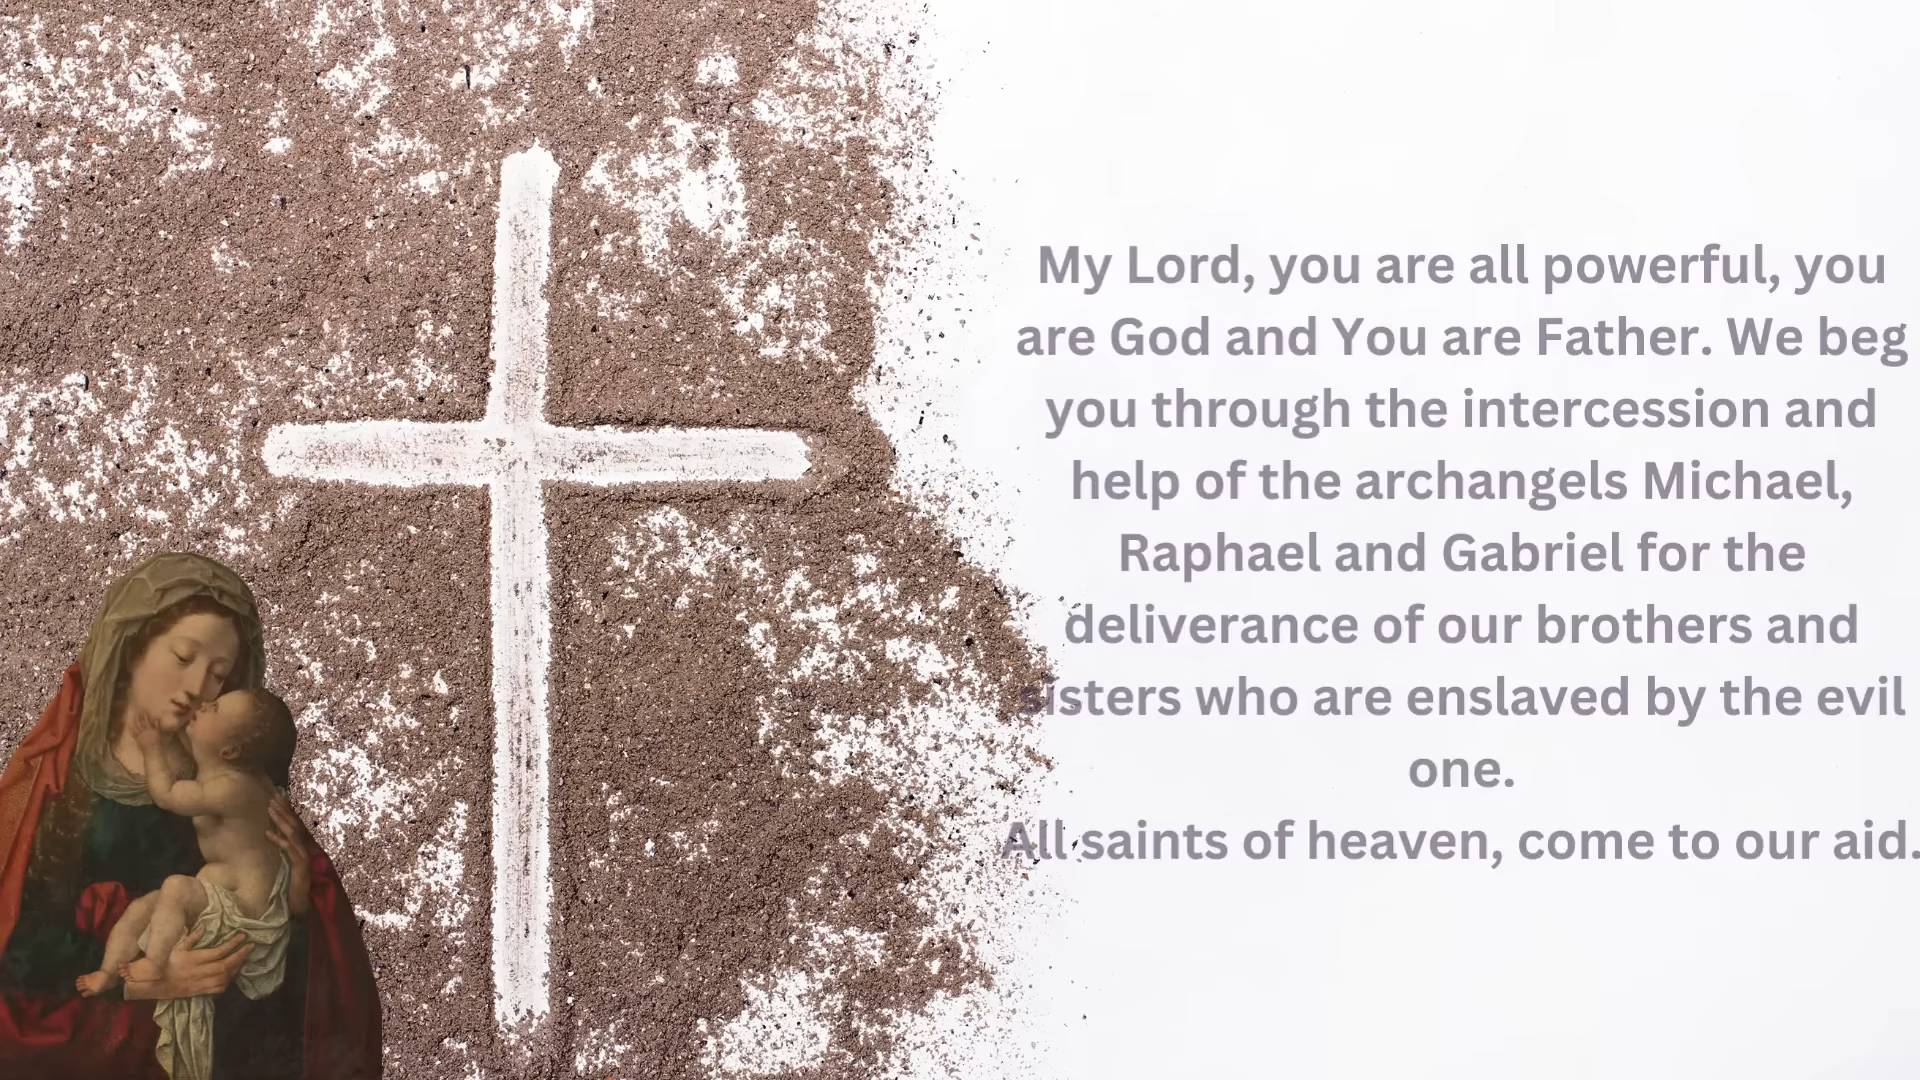 My Lord, you are all powerful, you
are God and You are Father. We beg
you through the intercession and
help of the archangels Michael,
Raphael and Gabriel for the
deliverance of our brothers and
sisters who are enslaved by the evil
one.
All saints of heaven, come to our aid.